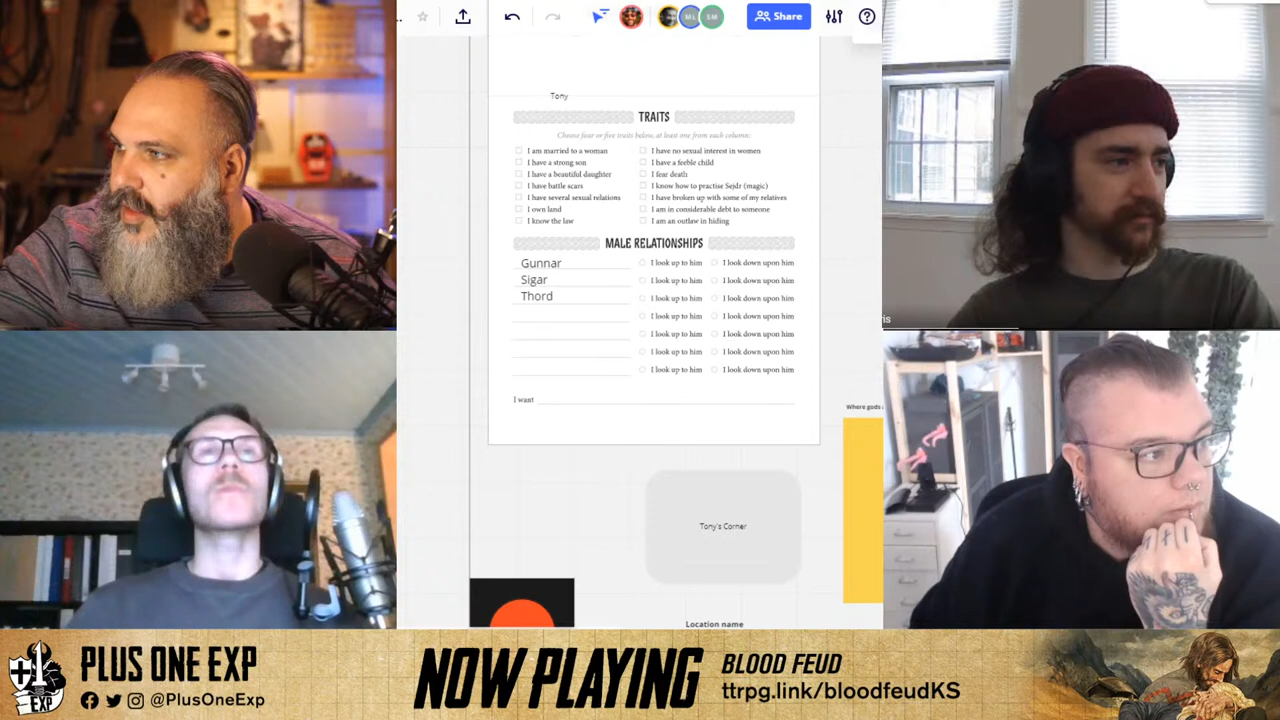 ML
SM
Share
Tony
TRAITS
Choose four or five traits below, at least one from each column:
I am married to a woman
I have no sexual interest in women
I have a strong son
I have a feeble child
I have a beautiful daughter
I fear death
I have battle scars
I know how to practise Sejdr (magic)
I have several sexual relations
I have broken up with some of my relatives
I own land
I am in considerable debt to someone
I know the law
I am an outlaw in hiding
MALE RELATIONSHIPS
Gunnar
I look up to him
I look down upon him
Sigar
I look up to him
I look down upon him
Thord
I look up to him
I look down upon him
I look up to him
I look down upon him
I look up to him
I look down upon him
I look up to him
I look down upon him
I look up to him
I look down upon him
I want
ris
Where gods
Tony's Corner
Location name
EXP
PLUS ONE EXP
@PlusOneExp
NOW PLAYING
BLOOD FEUD
ttrpg.link/bloodfeudKS